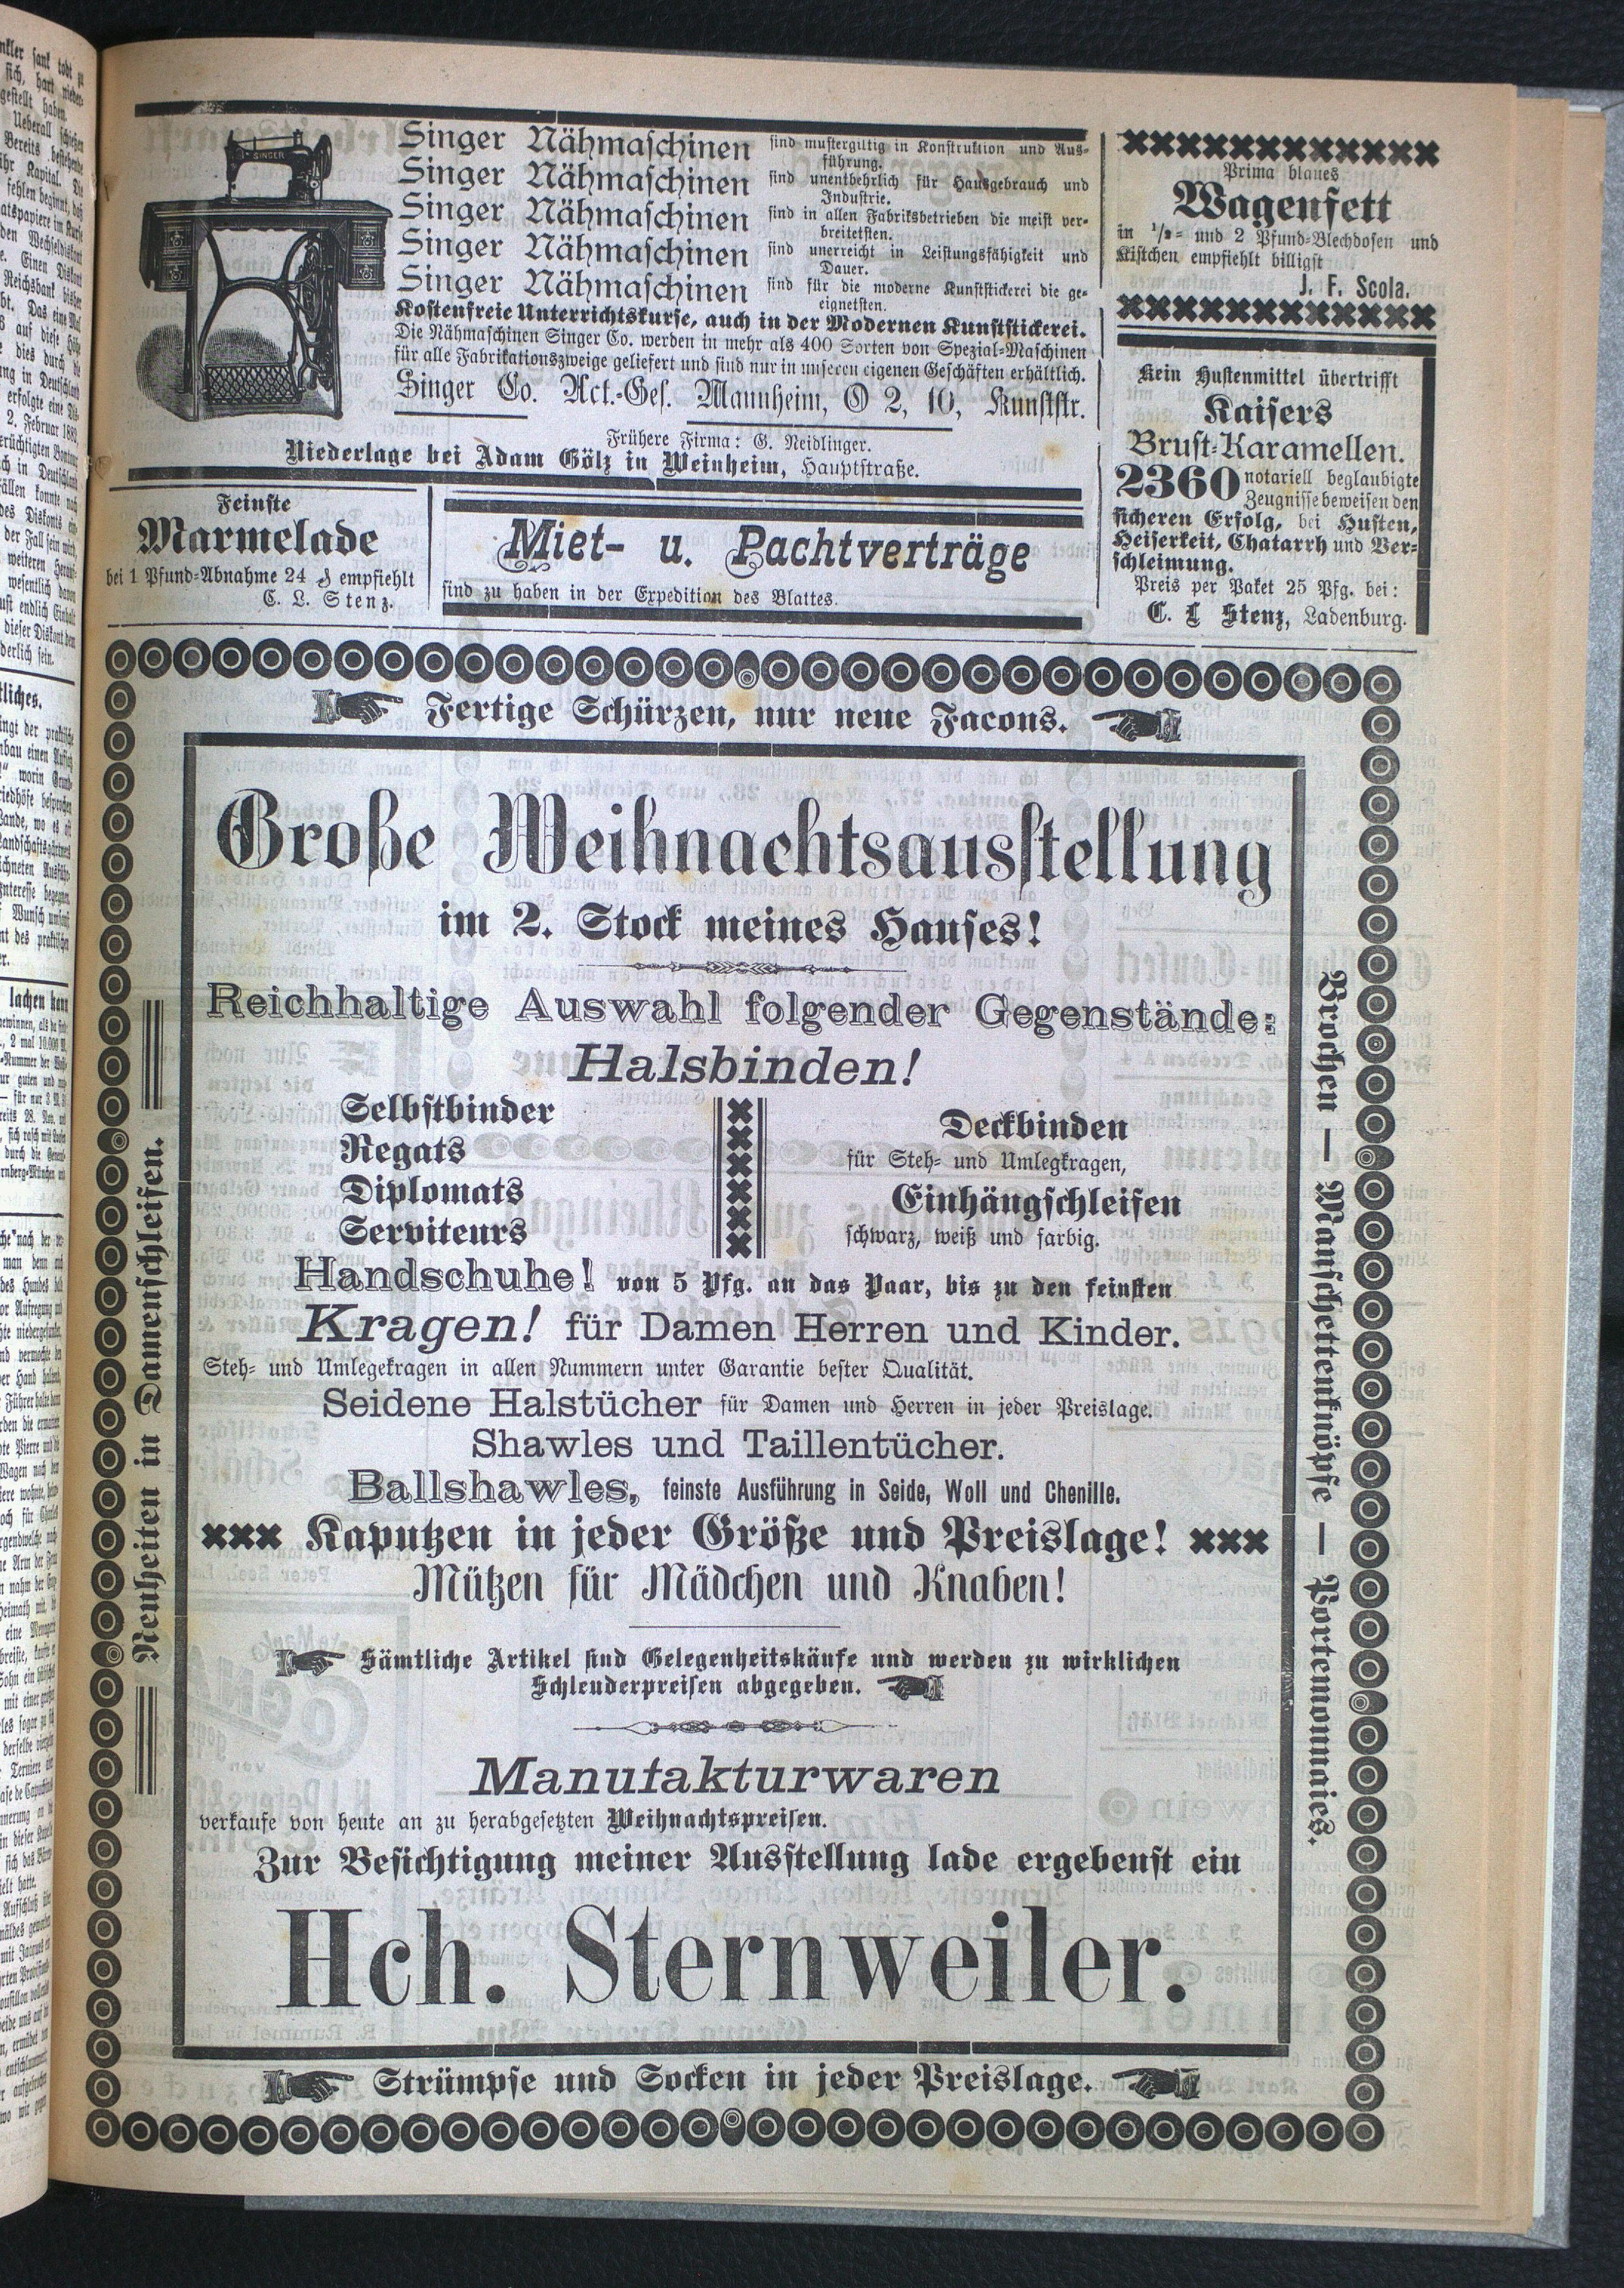 SINGER
Singer Nähmaschinen sind mustergiltig in Konstruktion und Aus-
führung.
Singer Nähmaschinen sind unentbehrlich für Hausgebrauch und
Industrie.
Singer Nähmaschinen sind in allen Fabriksbetrieben die meist ver-
breitetsten.
Singer Nähmaschinen sind unerreicht in Leistungsfähigkeit und
Dauer.
Singer Nähmaschinen sind für die moderne Kunststickerei die ge-
eignetsten.
Kostenfreie Unterrichtskurse, auch in der Modernen Kunststickerei.
Die Nähmaschinen Singer Co. werden in mehr als 400 Sorten von Spezial-Maschinen
für alle Fabrikationszweige geliefert und sind nur in unseren eigenen Geschäften erhältlich.
Singer Co. Act.-Ges. Mannheim, O 2, 10, Kunststr.
Frühere Firma: G. Neidlinger.
Niederlage bei Adam Gölz in Weinheim, Hauptstraße.
Prima blaues
Wagenfett
in 1/2- und 2 Pfund-Blechdosen und
Kistchen empfiehlt billigst
J. F. Scola.
Kein Hustenmittel übertrifft
Kaisers
Brust-Karamellen.
2360 notariell beglaubigte
Zeugnisse beweisen den
sicheren Erfolg, bei Husten,
Heiserkeit, Chatarrh und Ver-
schleimung.
Preis per Paket 25 Pfg. bei:
C. L Stenz, Ladenburg.
Feinste
Marmelade
bei 1 Pfund-Abnahme 24 ₰ empfiehlt
C. L. Stenz.
Miet- u. Pachtverträge
sind zu haben in der Expedition des Blattes.
Fertige Schürzen, nur neue Facons.
Große Weihnachtsausstellung
im 2. Stock meines Hauses!
Reichhaltige Auswahl folgender Gegenstände:
Halsbinden!
Selbstbinder
Regats
Diplomats
Serviteurs
Deckbinden
für Steh- und Umlegkragen,
Einhängschleifen
schwarz, weiß und farbig.
Handschuhe! von 5 Pfg. an das Paar, bis zu den feinsten
Kragen! für Damen Herren und Kinder.
Steh- und Umlegekragen in allen Nummern unter Garantie bester Qualität.
Seidene Halstücher für Damen und Herren in jeder Preislage.
Shawles und Taillentücher.
Ballshawles, feinste Ausführung in Seide, Woll und Chenille.
Kaputzen in jeder Größe und Preislage!
Mützen für Mädchen und Knaben!
Sämtliche Artikel sind Gelegenheitskäufe und werden zu wirklichen
Schleuderpreisen abgegeben.
Manufakturwaren
verkaufe von heute an zu herabgesetzten Weihnachtspreisen.
Zur Besichtigung meiner Ausstellung lade ergebenst ein
Hch. Sternweiler.
Strümpfe und Socken in jeder Preislage.
Neuheiten in Damenschleifen.
Brochen — Manschettenknöpfe — Portemonnaies.